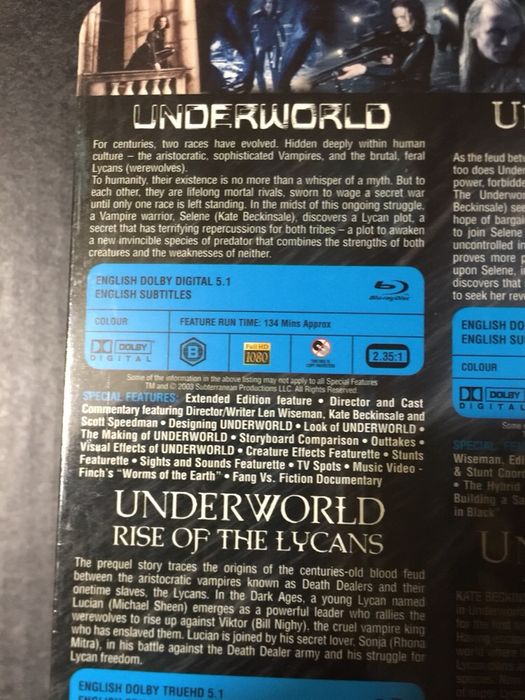 UNDERWORLD
For centuries, two races have evolved. Hidden deeply within human
culture – the aristocratic, sophisticated Vampires, and the brutal, feral
Lycans (werewolves).
To humanity, their existence is no more than a whisper of a myth. But to
each other, they are lifelong mortal rivals, sworn to wage a secret war
until only one race is left standing. In the midst of this ongoing struggle,
a Vampire warrior, Selene (Kate Beckinsale), discovers a Lycan plot, a
secret that has terrifying repercussions for both tribes – a plot to awaken
a new invincible species of predator that combines the strengths of both
creatures and the weaknesses of neither.
ENGLISH DOLBY DIGITAL 5.1
ENGLISH SUBTITLES
Blu-ray Disc
COLOUR
FEATURE RUN TIME: 134 Mins Approx
DOLBY
DIGITAL
B
Full HD
1080
THIS DISC IS
COPY PROTECTED
2.35:1
Some of the information in the above listing may not apply to all Special Features
TM and © 2003 Subterranean Productions LLC. All Rights Reserved.
SPECIAL FEATURES: Extended Edition feature • Director and Cast
Commentary featuring Director/Writer Len Wiseman, Kate Beckinsale and
Scott Speedman • Designing UNDERWORLD • Look of UNDERWORLD •
The Making of UNDERWORLD • Storyboard Comparison • Outtakes •
Visual Effects of UNDERWORLD • Creature Effects Featurette • Stunts
Featurette • Sights and Sounds Featurette • TV Spots • Music Video -
Finch's "Worms of the Earth" • Fang Vs. Fiction Documentary
UNDERWORLD
RISE OF THE LYCANS
The prequel story traces the origins of the centuries-old blood feud
between the aristocratic vampires known as Death Dealers and their
onetime slaves, the Lycans. In the Dark Ages, a young Lycan named
Lucian (Michael Sheen) emerges as a powerful leader who rallies the
werewolves to rise up against Viktor (Bill Nighy), the cruel vampire king
who has enslaved them. Lucian is joined by his secret lover, Sonja (Rhona
Mitra), in his battle against the Death Dealer army and his struggle for
Lycan freedom.
ENGLISH DOLBY TRUEHD 5.1
U
As the feud
too does
power,
The
Beckinsale)
hope of
to join Selene
uncontrolled
proves more
upon Selene,
discovers that
to seek her
ENGLISH
ENGLISH
COLOUR
DOLBY
DIGITAL
Some
SPECIAL
Wiseman,
& Stunt
• The Hybrid
Building a
in Black"
U
KATE
in
for the
Having
world where
Lycan
species.